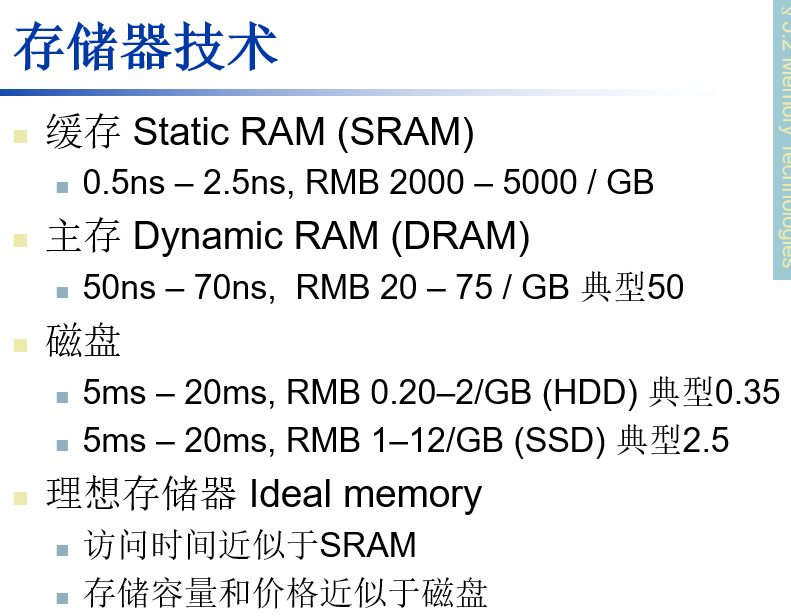 存储器技术
缓存 Static RAM (SRAM)
0.5ns – 2.5ns, RMB 2000 – 5000 / GB
主存 Dynamic RAM (DRAM)
50ns – 70ns, RMB 20 – 75 / GB 典型50
磁盘
5ms – 20ms, RMB 0.20–2/GB (HDD) 典型0.35
5ms – 20ms, RMB 1–12/GB (SSD) 典型2.5
理想存储器 Ideal memory
访问时间近似于SRAM
存储容量和价格近似于磁盘
§ 5.2 Memory Technologies